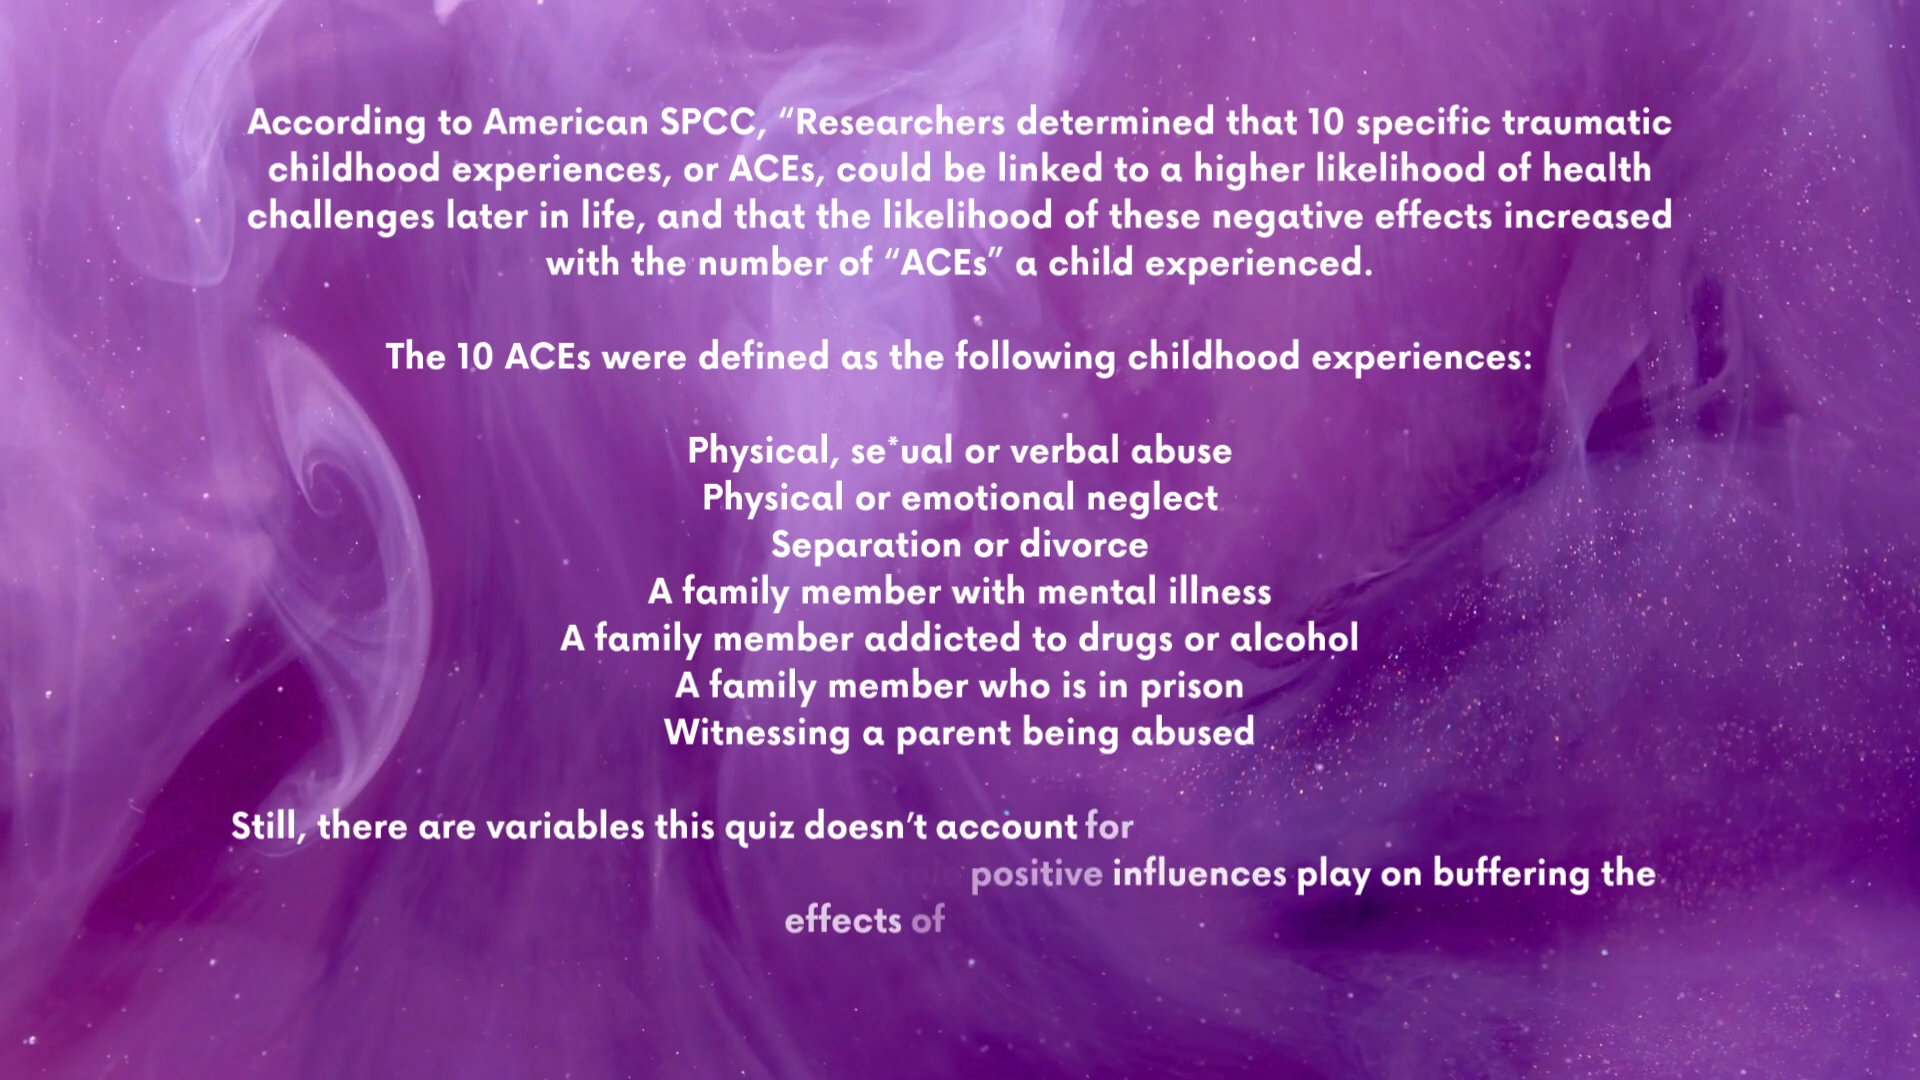 According to American SPCC, “Researchers determined that 10 specific traumatic
childhood experiences, or ACEs, could be linked to a higher likelihood of health
challenges later in life, and that the likelihood of these negative effects increased
with the number of “ACEs” a child experienced.
The 10 ACEs were defined as the following childhood experiences:
Physical, se*ual or verbal abuse
Physical or emotional neglect
Separation or divorce
A family member with mental illness
A family member addicted to drugs or alcohol
A family member who is in prison
Witnessing a parent being abused
Still, there are variables this quiz doesn’t account for
positive influences play on buffering the
effects of